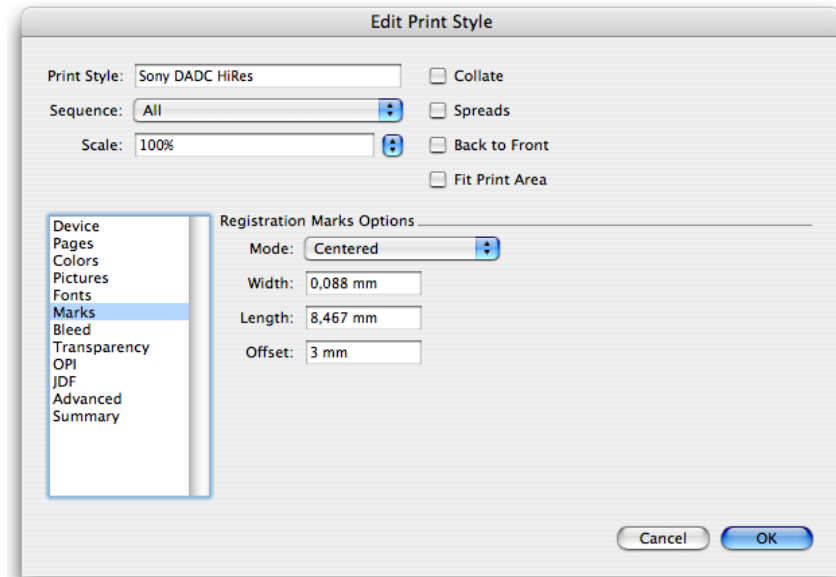 Edit Print Style
Print Style: Sony DADC HiRes
Collate
Sequence: All
Spreads
Scale: 100%
Back to Front
Fit Print Area
Device
Pages
Colors
Pictures
Fonts
Marks
Bleed
Transparency
OPI
JDF
Advanced
Summary
Registration Marks Options
Mode: Centered
Width: 0,088 mm
Length: 8,467 mm
Offset: 3 mm
Cancel
OK